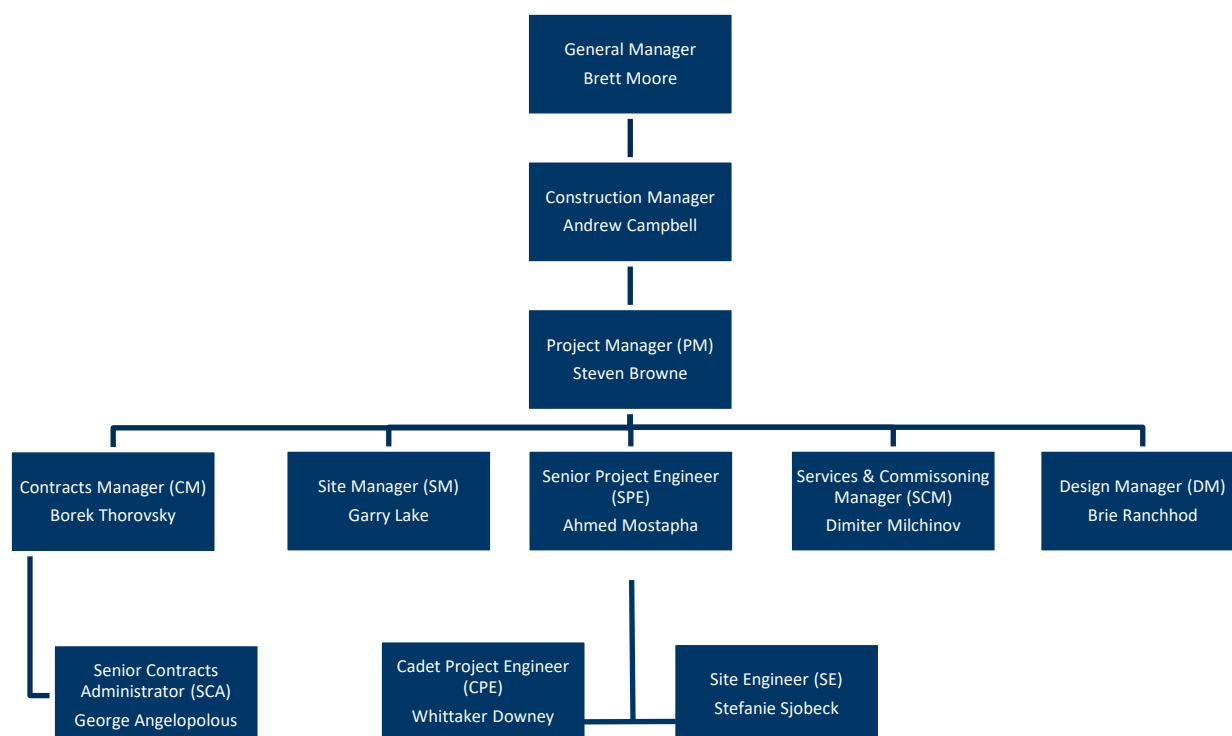 General Manager
Brett Moore
Construction Manager
Andrew Campbell
Project Manager (PM)
Steven Browne
Contracts Manager (CM)
Borek Thorovsky
Site Manager (SM)
Garry Lake
Senior Project Engineer
(SPE)
Ahmed Mostapha
Services & Commissoning
Manager (SCM)
Dimiter Milchinov
Design Manager (DM)
Brie Ranchhod
Senior Contracts
Administrator (SCA)
George Angelopolous
Cadet Project Engineer
(CPE)
Whittaker Downey
Site Engineer (SE)
Stefanie Sjobeck